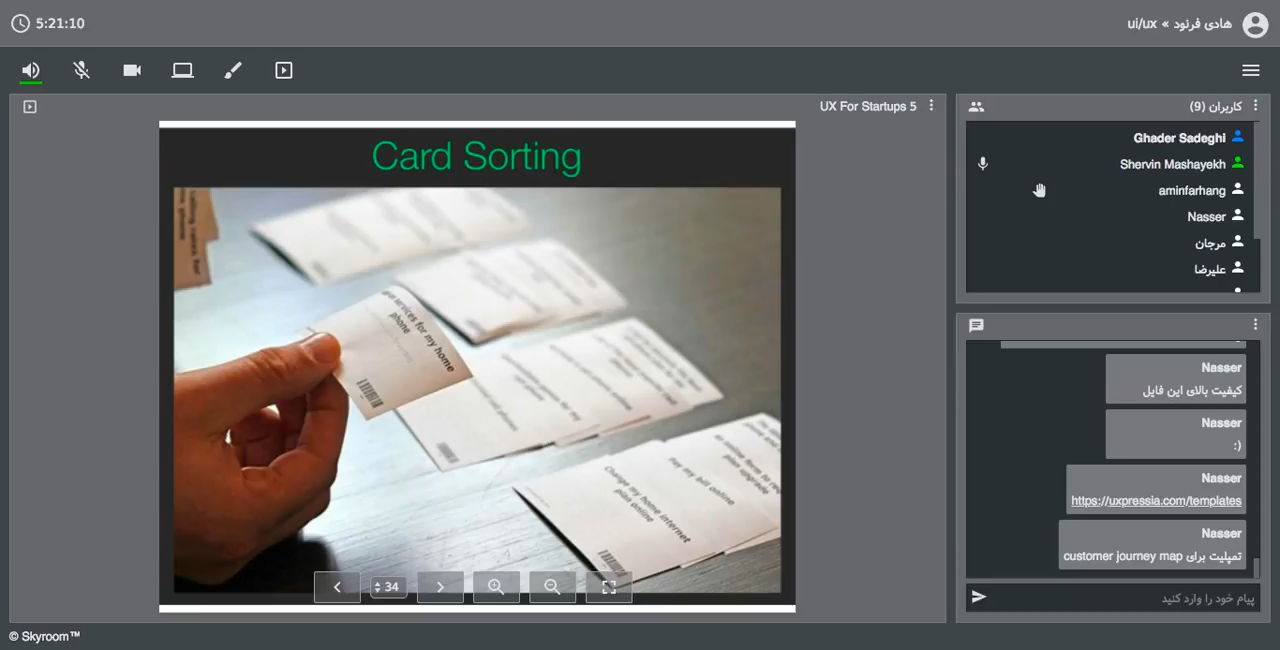 5:21:10
هادی فرنود » ui/ux
UX For Startups 5
Card Sorting
services for my home
phone
Change my home internet
plan online
Pay my bill online
34
کاربران (9)
Ghader Sadeghi
Shervin Mashayekh
aminfarhang
Nasser
مرجان
علیرضا
Nasser
کیفیت بالای این فایل
Nasser
:)
Nasser
https://uxpressia.com/templates
Nasser
تمپلیت برای customer journey map
پیام خود را وارد کنید
© Skyroom™